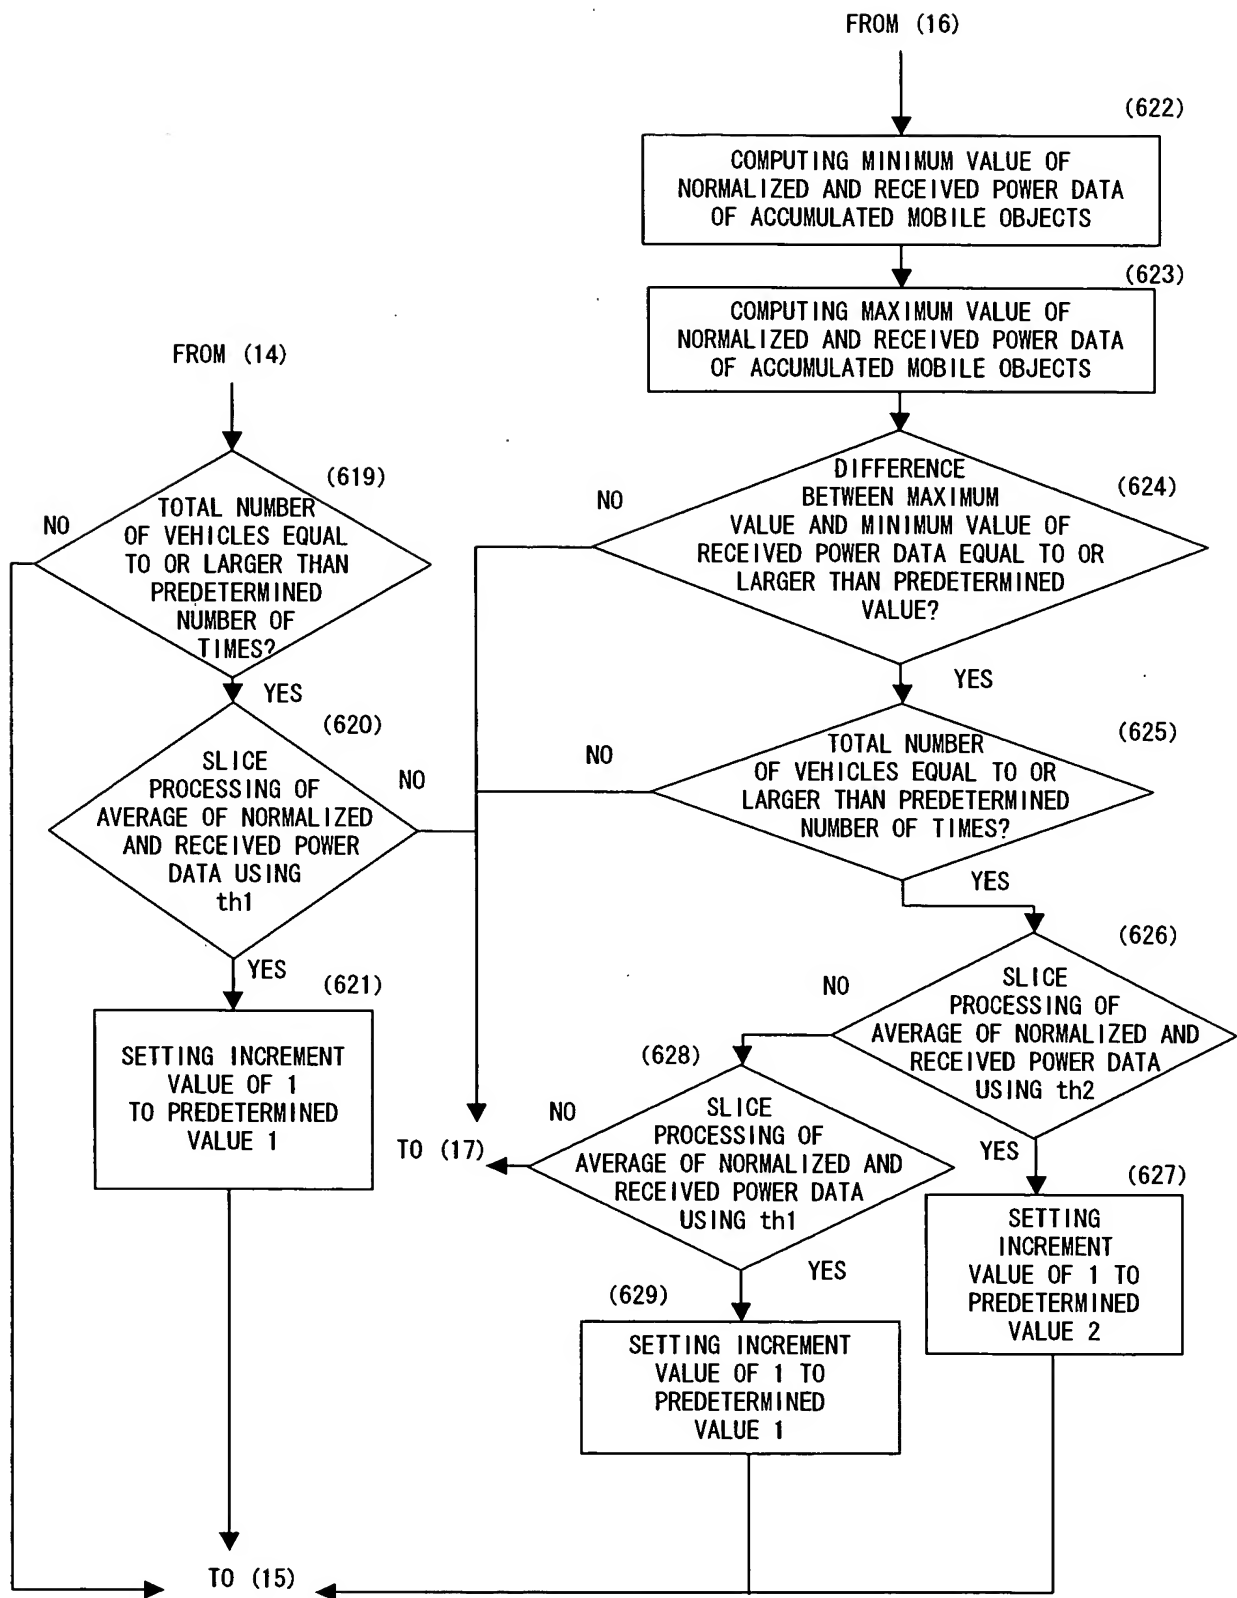 FROM (16)
(622)
COMPUTING MINIMUM VALUE OF
NORMALIZED AND RECEIVED POWER DATA
OF ACCUMULATED MOBILE OBJECTS
(623)
COMPUTING MAXIMUM VALUE OF
NORMALIZED AND RECEIVED POWER DATA
OF ACCUMULATED MOBILE OBJECTS
FROM (14)
(619)
NO
TOTAL NUMBER
OF VEHICLES EQUAL
TO OR LARGER THAN
PREDETERMINED
NUMBER OF
TIMES?
YES
(624)
NO
DIFFERENCE
BETWEEN MAXIMUM
VALUE AND MINIMUM VALUE OF
RECEIVED POWER DATA EQUAL TO OR
LARGER THAN PREDETERMINED
VALUE?
YES
(620)
SLICE
PROCESSING OF
AVERAGE OF NORMALIZED
AND RECEIVED POWER
DATA USING
th1
NO
YES
(625)
NO
TOTAL NUMBER
OF VEHICLES EQUAL TO OR
LARGER THAN PREDETERMINED
NUMBER OF TIMES?
YES
(621)
SETTING INCREMENT
VALUE OF 1
TO PREDETERMINED
VALUE 1
(626)
NO
SLICE
PROCESSING OF
AVERAGE OF NORMALIZED AND
RECEIVED POWER DATA
USING th2
YES
(628)
NO
SLICE
PROCESSING OF
AVERAGE OF NORMALIZED AND
RECEIVED POWER DATA
USING th1
YES
TO (17)
(627)
SETTING
INCREMENT
VALUE OF 1 TO
PREDETERMINED
VALUE 2
(629)
SETTING INCREMENT
VALUE OF 1 TO
PREDETERMINED
VALUE 1
TO (15)